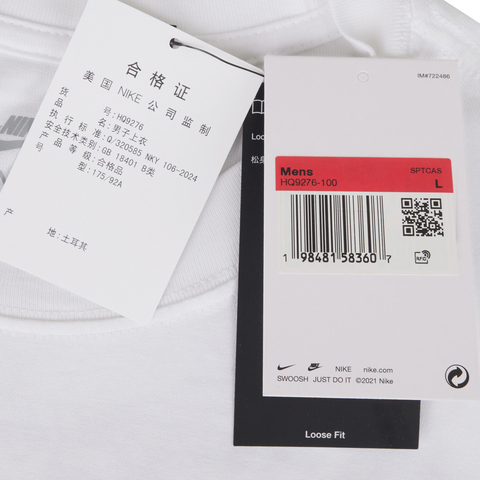 合格证
美国 NIKE 公司监制
货 号: HQ9276
品 名: 男子上衣
执行标准: Q/320585 NKY 106-2024
安全技术类别: GB 18401 B类
产品等级: 合格品
型: 175/92A
产 地: 土耳其
NIKE
IM#722486
Mens
SPTCAS
HQ9276-100
L
1 98481 58360 7
RFID
NIKE
nike.com
SWOOSH JUST DO IT ©2021 Nike
Loose Fit